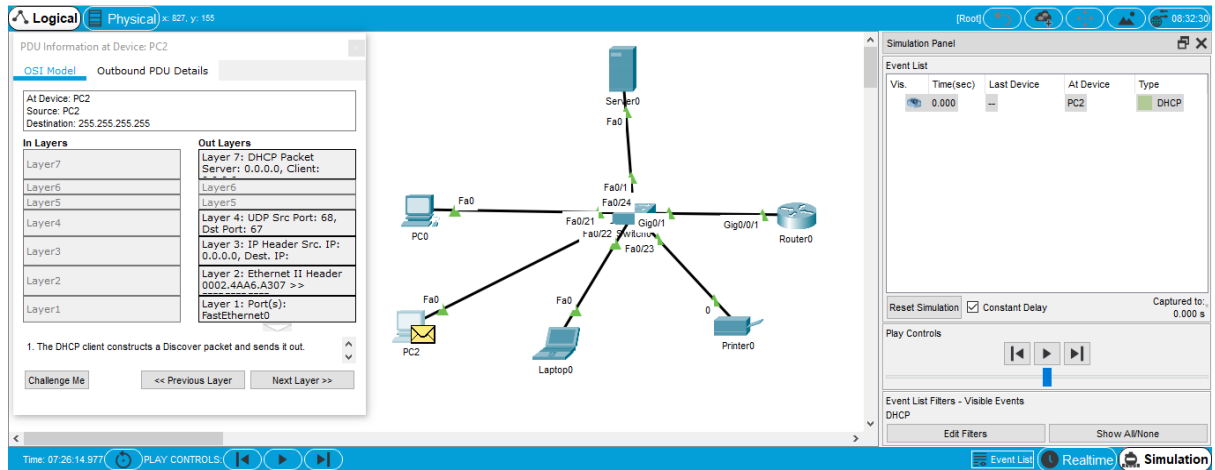 Logical Physical x: 827, y: 155 [Root] 08:32:30
PDU Information at Device: PC2
OSI Model Outbound PDU Details
At Device: PC2
Source: PC2
Destination: 255.255.255.255
In Layers Out Layers
Layer7
Layer 7: DHCP Packet
Server: 0.0.0.0, Client:
Layer6 Layer6
Layer5 Layer5
Layer4
Layer 4: UDP Src Port: 68,
Dst Port: 67
Layer3
Layer 3: IP Header Src. IP:
0.0.0.0, Dest. IP:
Layer2
Layer 2: Ethernet II Header
0002.4AA6.A307 >>
Layer1
Layer 1: Port(s):
FastEthernet0
1. The DHCP client constructs a Discover packet and sends it out.
Challenge Me << Previous Layer Next Layer >>
Server0
Fa0
Fa0/1
Fa0/24
Fa0
PC0
Fa0/21
Gig0/1
Gig0/0/1
Router0
Fa0/22
Switch0
Fa0/23
Fa0
PC2
Fa0
Laptop0
0
Printer0
Simulation Panel
Event List
Vis. Time(sec) Last Device At Device Type
0.000 -- PC2 DHCP
Reset Simulation Constant Delay
Captured to:
0.000 s
Play Controls
Event List Filters - Visible Events
DHCP
Edit Filters Show All/None
Time: 07:26:14.977 PLAY CONTROLS: Event List Realtime Simulation